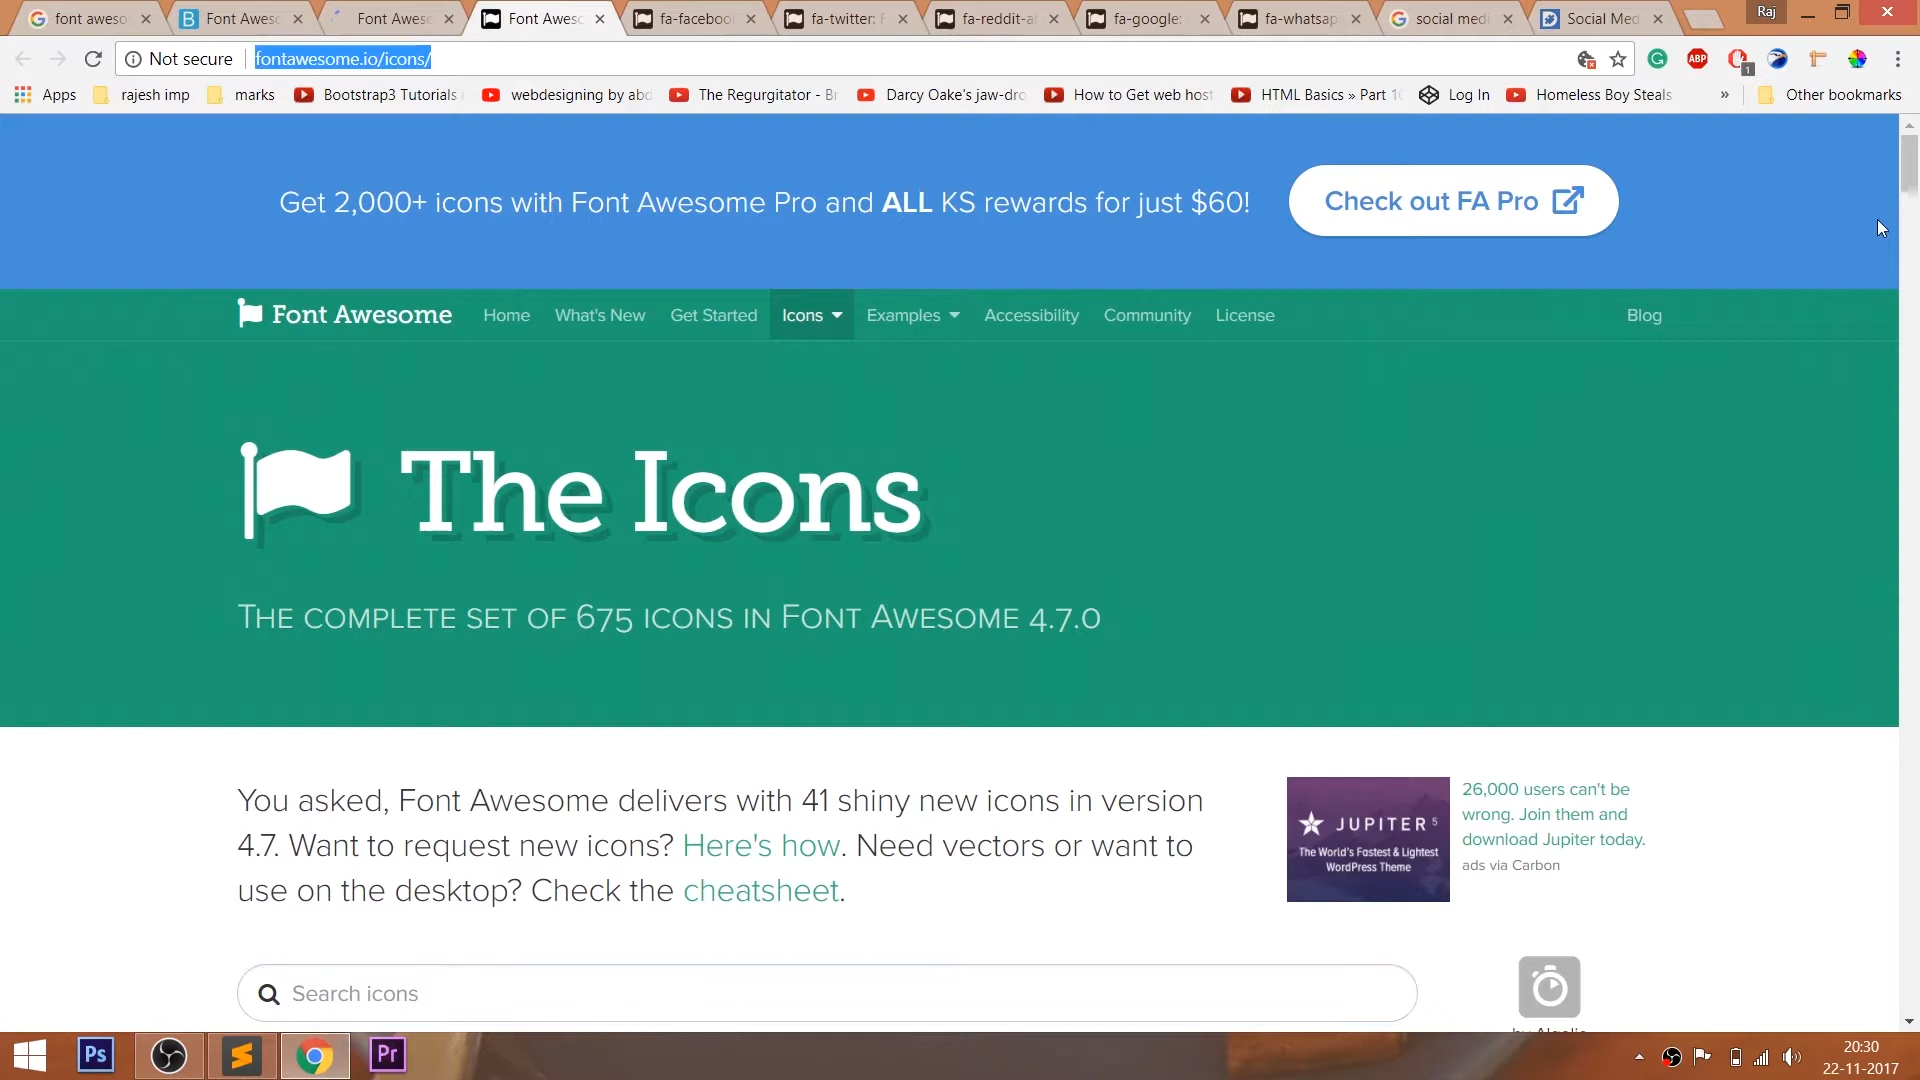 font aweso
Font Awes
Font Awes
Font Awes
fa-faceboo
fa-twitter: F
fa-reddit-a
fa-google:
fa-whatsap
social medi
Social Med
Raj
Not secure
fontawesome.io/icons/
ABP
1
Apps
rajesh imp
marks
Bootstrap3 Tutorials
webdesigning by abd
The Regurgitator - Br
Darcy Oake's jaw-dro
How to Get web host
HTML Basics » Part 1
Log In
Homeless Boy Steals
»
Other bookmarks
Get 2,000+ icons with Font Awesome Pro and ALL KS rewards for just $60!
Check out FA Pro
Font Awesome
Home
What's New
Get Started
Icons
Examples
Accessibility
Community
License
Blog
The Icons
The complete set of 675 icons in Font Awesome 4.7.0
You asked, Font Awesome delivers with 41 shiny new icons in version
4.7. Want to request new icons? Here's how. Need vectors or want to
use on the desktop? Check the cheatsheet.
JUPITER 5
The World's Fastest & Lightest
WordPress Theme
26,000 users can't be
wrong. Join them and
download Jupiter today.
ads via Carbon
Search icons
Ps
Pr
20:30
22-11-2017